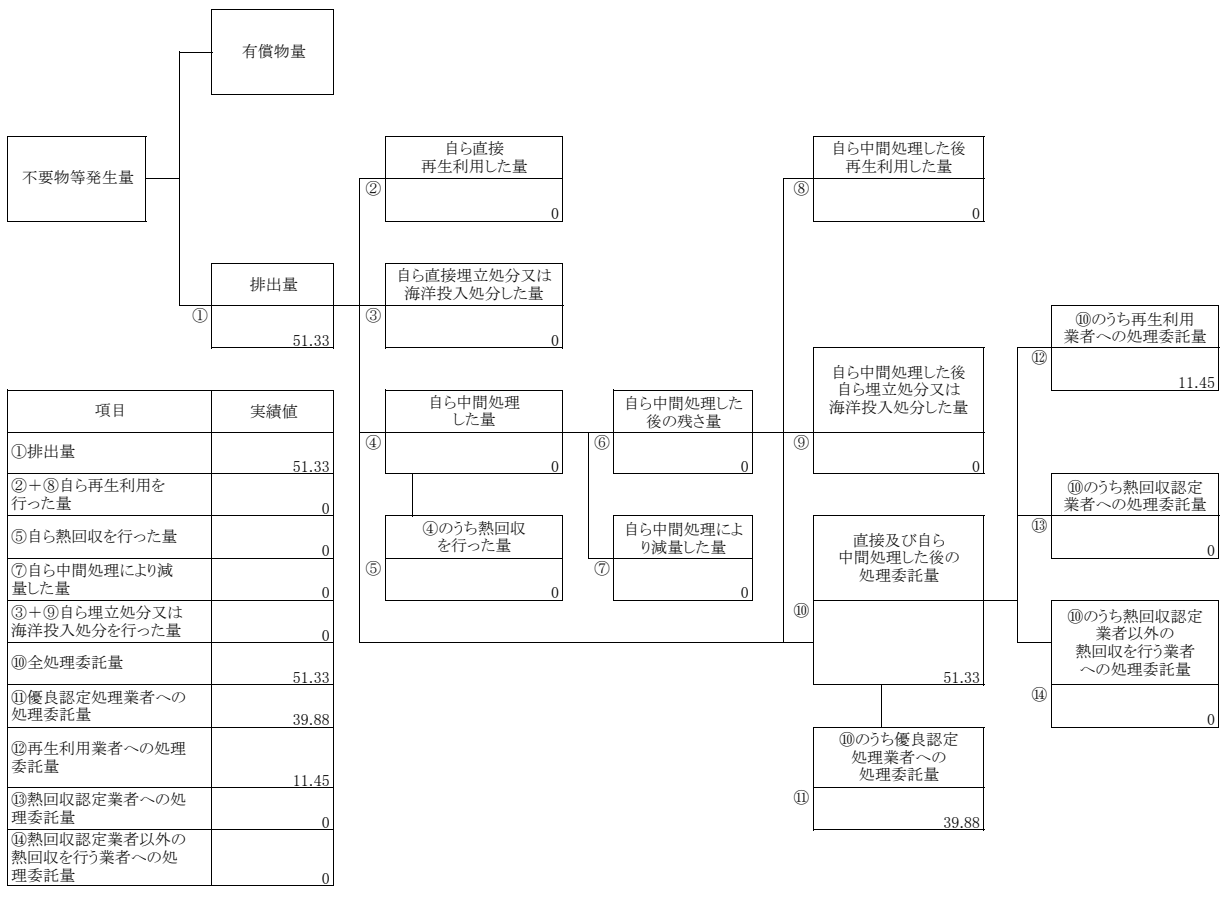 有償物量
不要物等発生量
自ら直接
再生利用した量
②
0
自ら中間処理した後
再生利用した量
⑧
0
排出量
①
51.33
自ら直接埋立処分又は
海洋投入処分した量
③
0
⑩のうち再生利用
業者への処理委託量
⑫
11.45
自ら中間処理
した量
④
0
自ら中間処理した
後の残さ量
⑥
0
自ら中間処理した後
自ら埋立処分又は
海洋投入処分した量
⑨
0
④のうち熱回収
を行った量
⑤
0
自ら中間処理によ
り減量した量
⑦
0
直接及び自ら
中間処理した後の
処理委託量
⑩
51.33
⑩のうち熱回収認定
業者への処理委託量
⑬
0
⑩のうち熱回収認定
業者以外の
熱回収を行う業者
への処理委託量
⑭
0
⑩のうち優良認定
処理業者への
処理委託量
⑪
39.88
項目 実績値
①排出量
51.33
②+⑧自ら再生利用を
行った量
0
⑤自ら熱回収を行った量
0
⑦自ら中間処理により減
量した量
0
③+⑨自ら埋立処分又は
海洋投入処分を行った量
0
⑩全処理委託量
51.33
⑪優良認定処理業者への
処理委託量
39.88
⑫再生利用業者への処理
委託量
11.45
⑬熱回収認定業者への処
理委託量
0
⑭熱回収認定業者以外の
熱回収を行う業者への処
理委託量
0